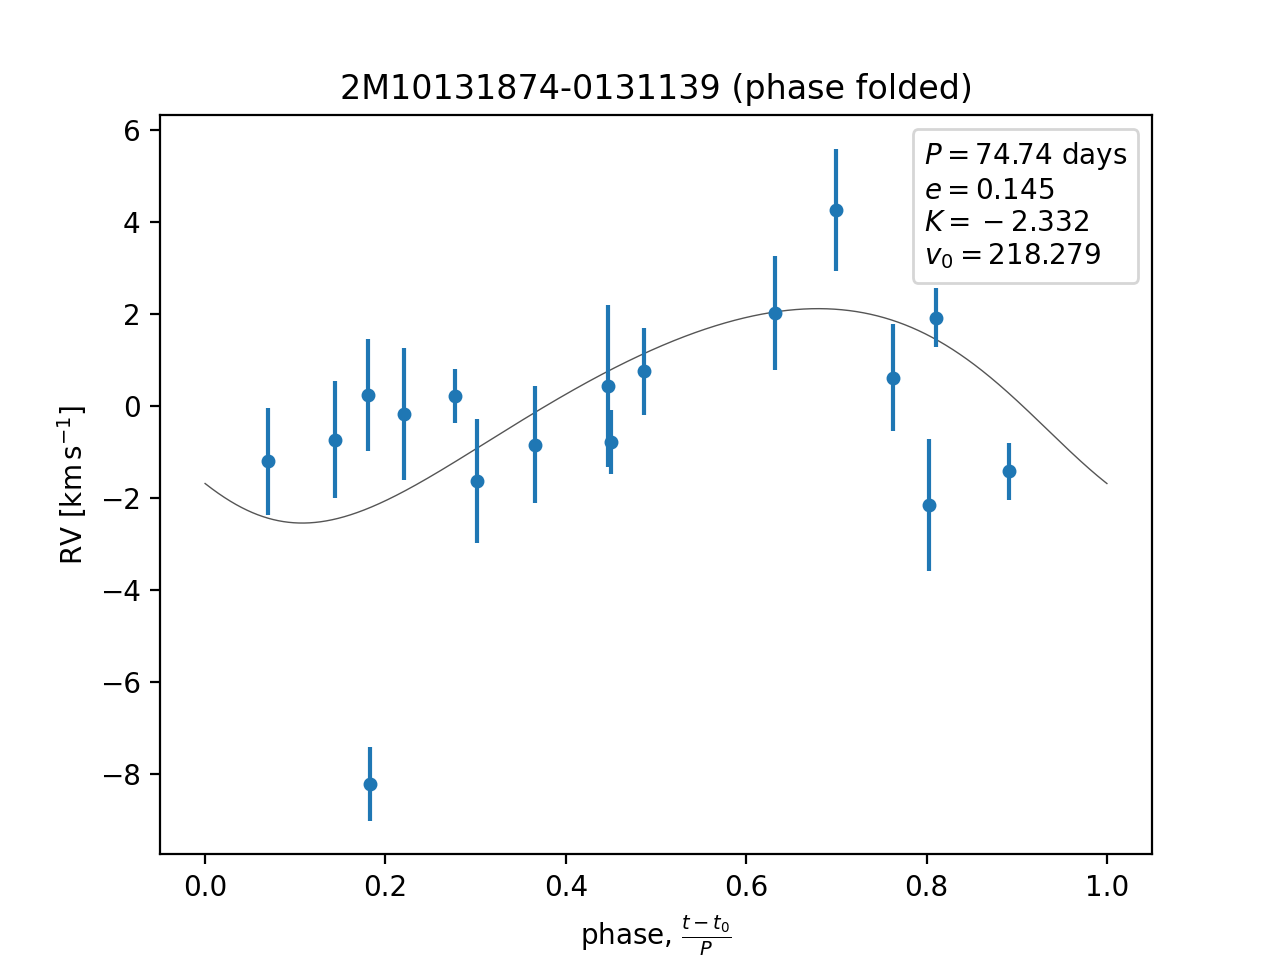 2M10131874-0131139 (phase folded)
P = 74.74 days
e = 0.145
K = −2.332
v₀ = 218.279
RV [km s⁻¹]
6
4
2
0
−2
−4
−6
−8
0.0 0.2 0.4 0.6 0.8 1.0
phase, (t − t₀)/P